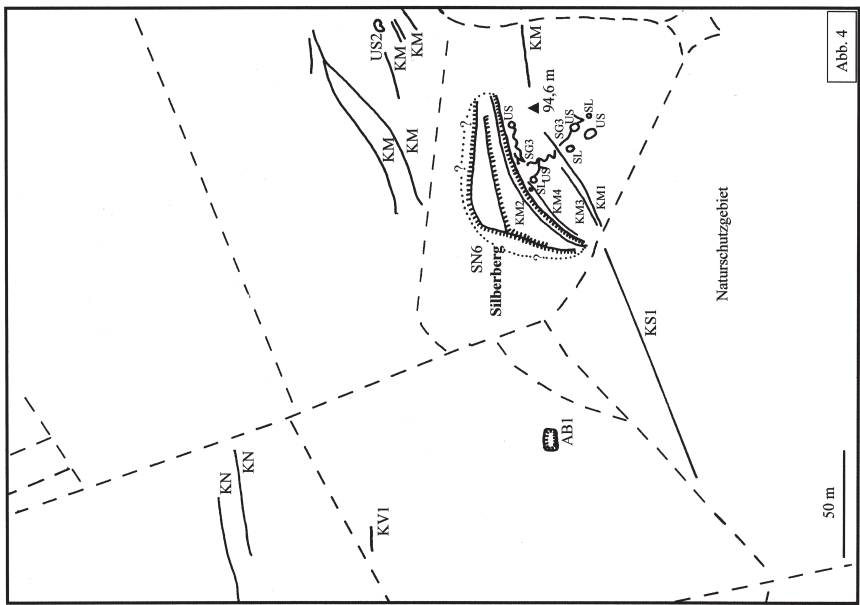 KN
KN
KV1
US2
KM
KM
KM
KM
?
?
SN6
Silberberg
US
KM2
SG3
KM
?
SL
US
94,6 m
KM4
SG3
AB1
US
SL
KM3
SL
US
KM1
KS1
Naturschutzgebiet
50 m
Abb. 4